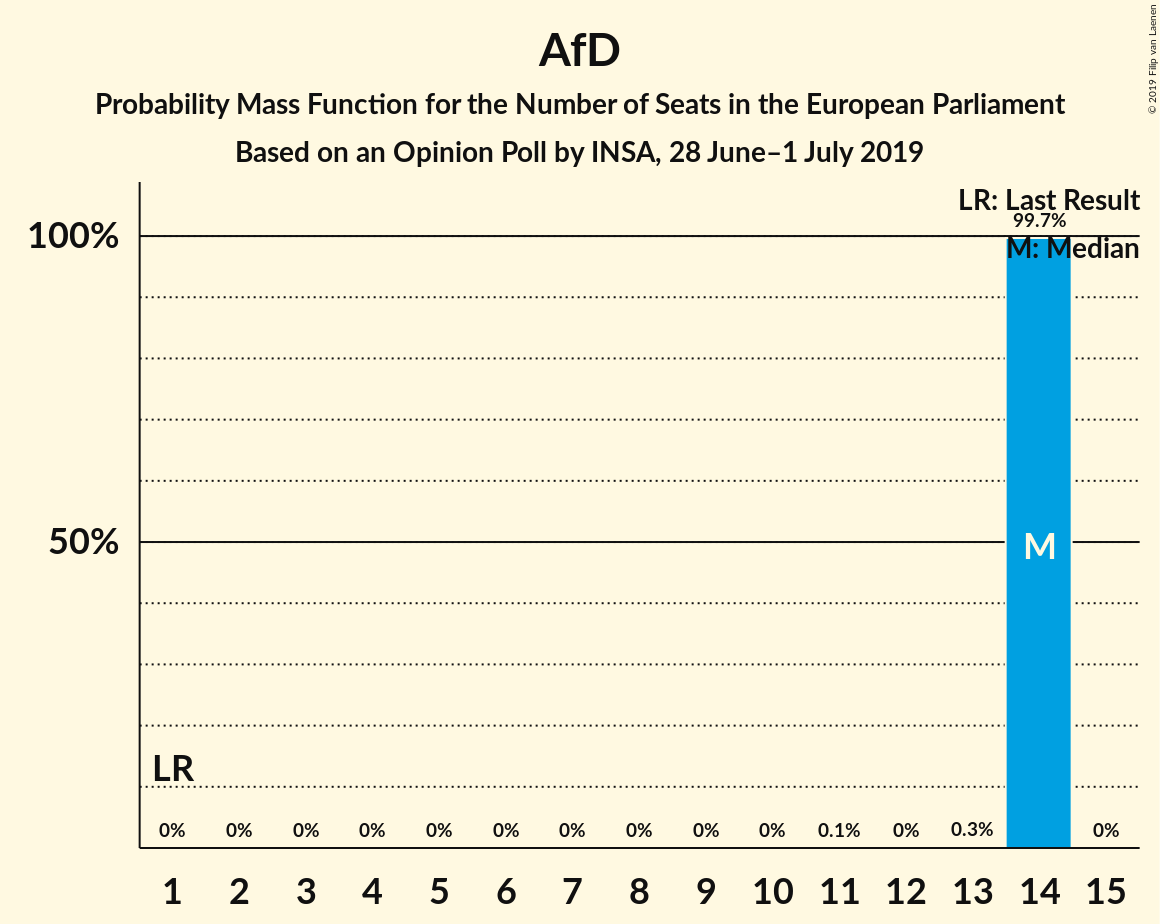 AfD
Probability Mass Function for the Number of Seats in the European Parliament
Based on an Opinion Poll by INSA, 28 June–1 July 2019
© 2019 Filip van Laenen
LR: Last Result
99.7%
100%
M: Median
50%
M
LR
0% 0% 0% 0% 0% 0% 0% 0% 0% 0% 0.1% 0% 0.3% 0%
1 2 3 4 5 6 7 8 9 10 11 12 13 14 15